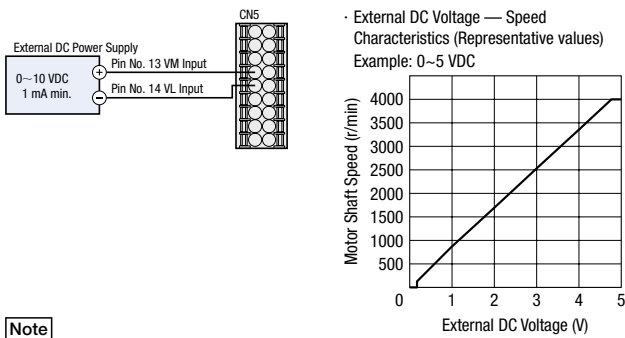 CN5
External DC Power Supply
0~10 VDC
1 mA min.
+
−
Pin No. 13 VM Input
Pin No. 14 VL Input
· External DC Voltage — Speed
Characteristics (Representative values)
Example: 0~5 VDC
Motor Shaft Speed (r/min)
4000
3500
3000
2500
2000
1500
1000
500
0 1 2 3 4 5
External DC Voltage (V)
Note